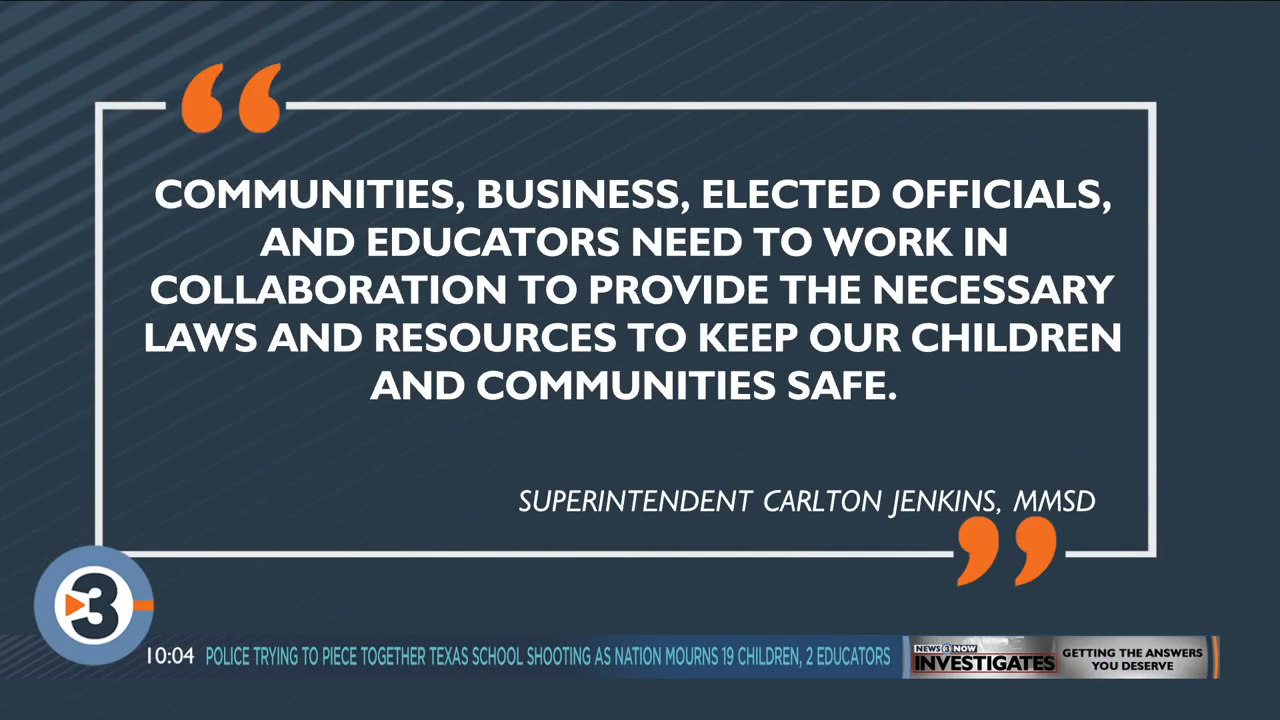 “
COMMUNITIES, BUSINESS, ELECTED OFFICIALS,
AND EDUCATORS NEED TO WORK IN
COLLABORATION TO PROVIDE THE NECESSARY
LAWS AND RESOURCES TO KEEP OUR CHILDREN
AND COMMUNITIES SAFE.
SUPERINTENDENT CARLTON JENKINS, MMSD
”
3
10:04 POLICE TRYING TO PIECE TOGETHER TEXAS SCHOOL SHOOTING AS NATION MOURNS 19 CHILDREN, 2 EDUCATORS
NEWS 3 NOW
INVESTIGATES
GETTING THE ANSWERS
YOU DESERVE